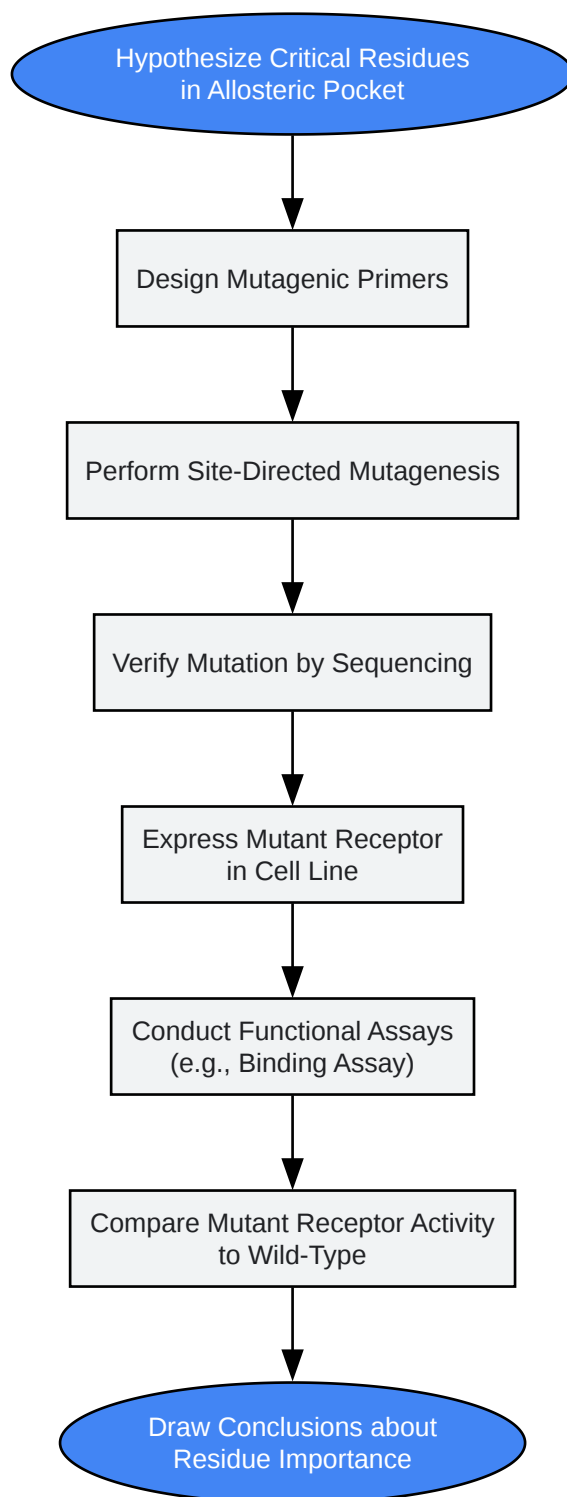 Hypothesize Critical Residues
in Allosteric Pocket
Design Mutagenic Primers
Perform Site-Directed Mutagenesis
Verify Mutation by Sequencing
Express Mutant Receptor
in Cell Line
Conduct Functional Assays
(e.g., Binding Assay)
Compare Mutant Receptor Activity
to Wild-Type
Draw Conclusions about
Residue Importance